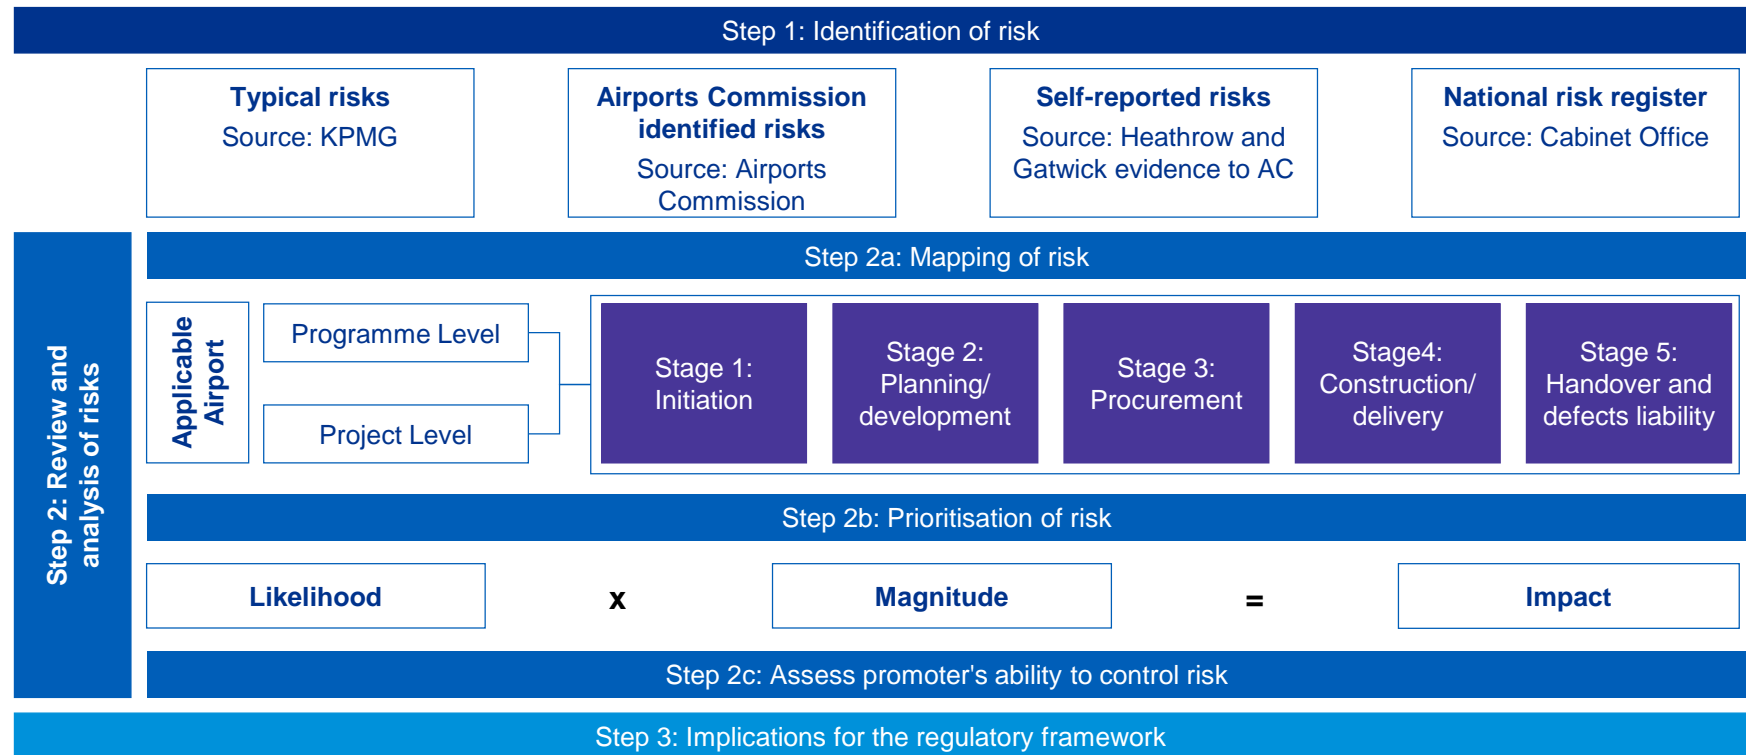 Step 1: Identification of risk
Typical risks
Source: KPMG
Airports Commission
identified risks
Source: Airports
Commission
Self-reported risks
Source: Heathrow and
Gatwick evidence to AC
National risk register
Source: Cabinet Office
Step 2: Review and
analysis of risks
Step 2a: Mapping of risk
Applicable
Airport
Programme Level
Project Level
Stage 1:
Initiation
Stage 2:
Planning/
development
Stage 3:
Procurement
Stage4:
Construction/
delivery
Stage 5:
Handover and
defects liability
Step 2b: Prioritisation of risk
Likelihood x Magnitude = Impact
Step 2c: Assess promoter's ability to control risk
Step 3: Implications for the regulatory framework